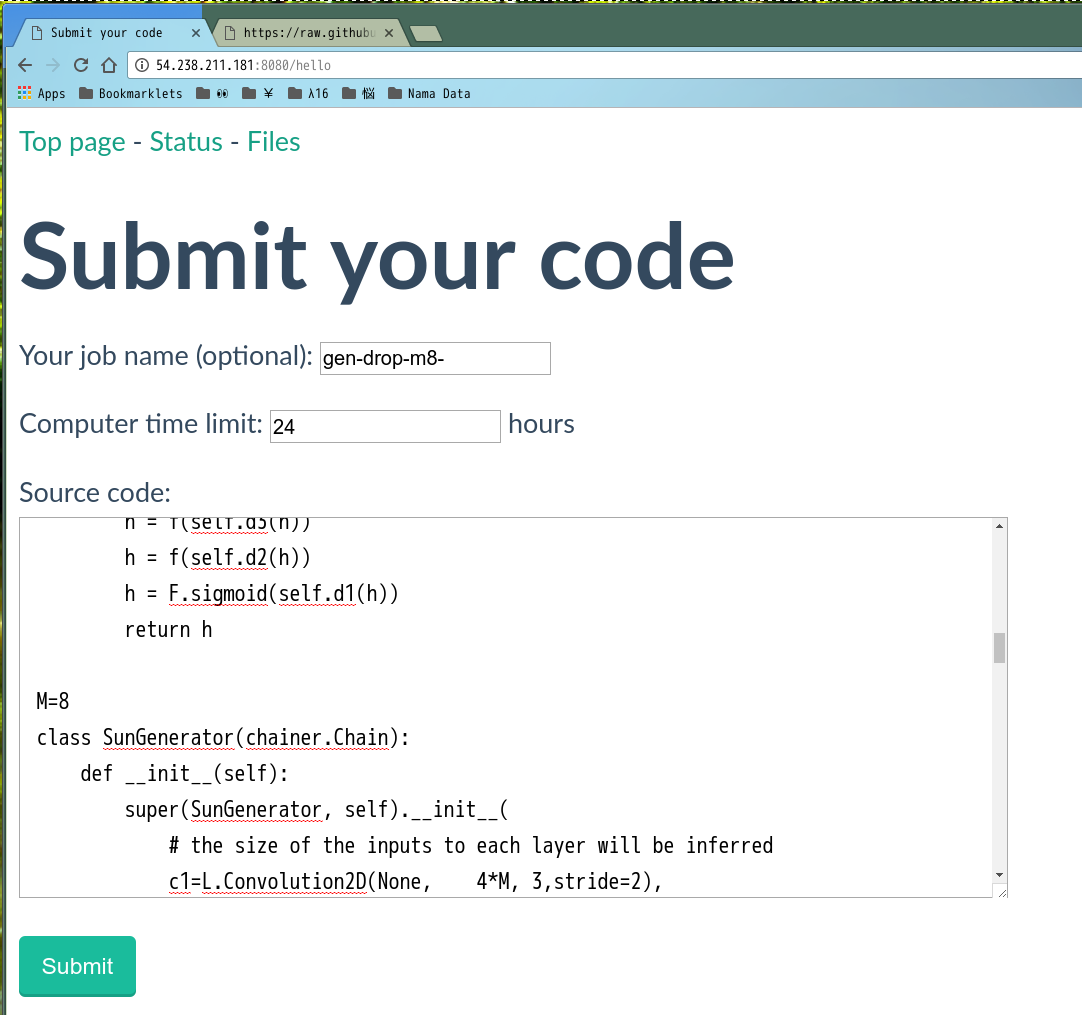 Submit your code
https://raw.githubu
54.238.211.181:8080/hello
Apps Bookmarklets 👀 ¥ λ16 悩 Nama Data
Top page - Status - Files
Submit your code
Your job name (optional): gen-drop-m8-
Computer time limit: 24 hours
Source code:
h = f(self.d3(h))
h = f(self.d2(h))
h = F.sigmoid(self.d1(h))
return h
M=8
class SunGenerator(chainer.Chain):
def __init__(self):
super(SunGenerator, self).__init__(
# the size of the inputs to each layer will be inferred
c1=L.Convolution2D(None, 4*M, 3,stride=2),
Submit